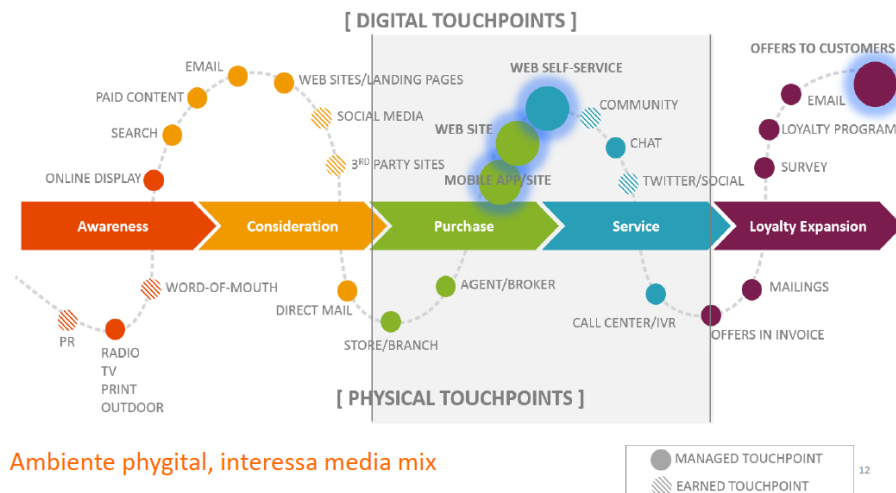 [ DIGITAL TOUCHPOINTS ]
OFFERS TO CUSTOMERS
EMAIL
WEB SELF-SERVICE
WEB SITES/LANDING PAGES
PAID CONTENT
EMAIL
COMMUNITY
SOCIAL MEDIA
LOYALTY PROGRAM
SEARCH
WEB SITE
CHAT
3RD PARTY SITES
SURVEY
ONLINE DISPLAY
MOBILE APP/SITE
TWITTER/SOCIAL
Awareness
Consideration
Purchase
Service
Loyalty Expansion
WORD-OF-MOUTH
AGENT/BROKER
MAILINGS
DIRECT MAIL
CALL CENTER/IVR
OFFERS IN INVOICE
PR
STORE/BRANCH
RADIO
TV
PRINT
OUTDOOR
[ PHYSICAL TOUCHPOINTS ]
Ambiente phygital, interessa media mix
MANAGED TOUCHPOINT
EARNED TOUCHPOINT
12